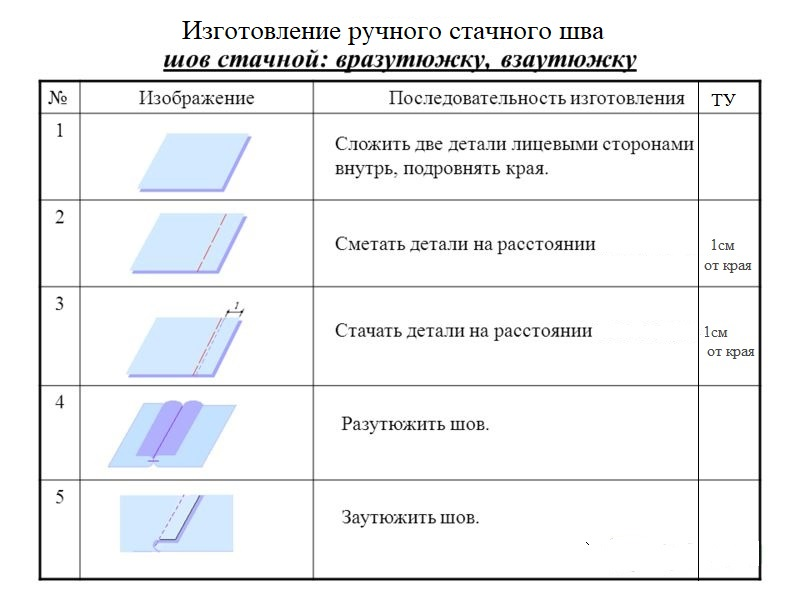 Изготовление ручного стачного шва
шов стачной: вразутюжку, взаутюжку
№ Изображение Последовательность изготовления ТУ
1 Сложить две детали лицевыми сторонами
внутрь, подровнять края.
2 Сметать детали на расстоянии 1см
от края
3 1 Стачать детали на расстоянии 1см
от края
4 Разутюжить шов.
5 Заутюжить шов.